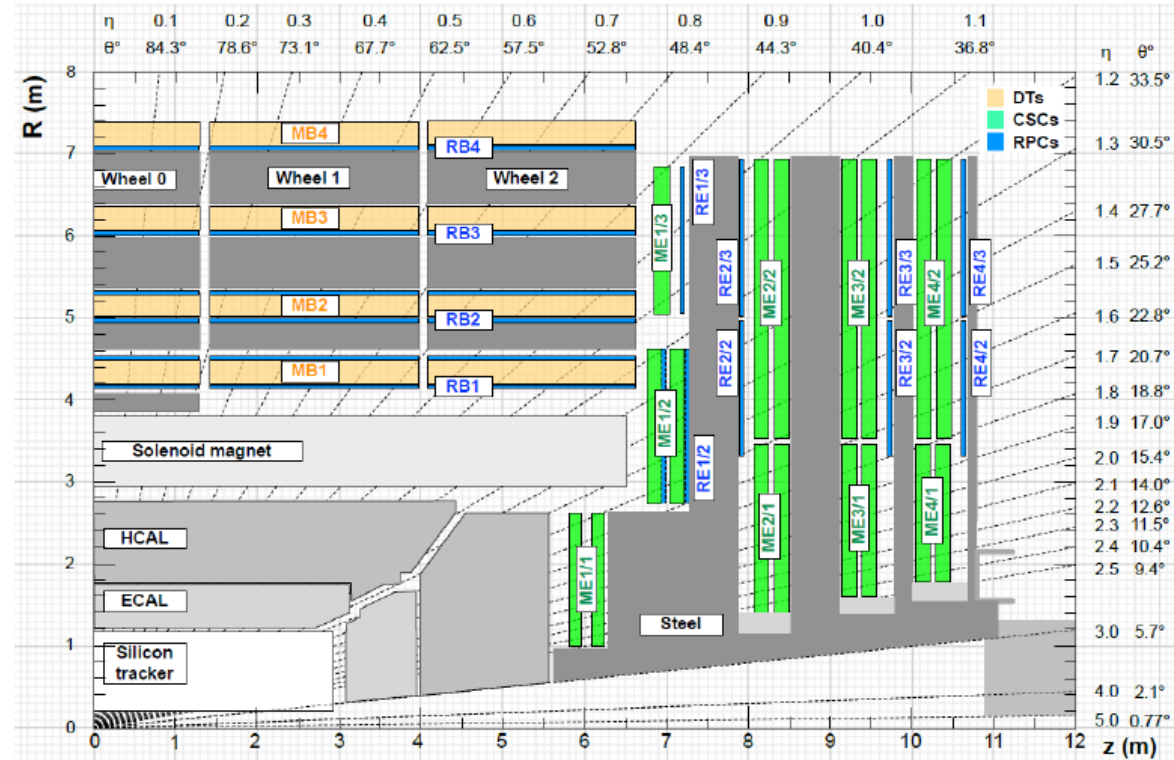 η 0.1 0.2 0.3 0.4 0.5 0.6 0.7 0.8 0.9 1.0 1.1
θ° 84.3° 78.6° 73.1° 67.7° 62.5° 57.5° 52.8° 48.4° 44.3° 40.4° 36.8° η θ°
R (m)
8
7
6
5
4
3
2
1
0
1.2 33.5°
1.3 30.5°
1.4 27.7°
1.5 25.2°
1.6 22.8°
1.7 20.7°
1.8 18.8°
1.9 17.0°
2.0 15.4°
2.1 14.0°
2.2 12.6°
2.3 11.5°
2.4 10.4°
2.5 9.4°
3.0 5.7°
4.0 2.1°
5.0 0.77°
DTs
CSCs
RPCs
MB4
RB4
Wheel 0 Wheel 1 Wheel 2
MB3
RB3
MB2
RB2
MB1
RB1
Solenoid magnet
HCAL
ECAL
Silicon
tracker
Steel
ME1/3
RE1/3
ME1/2
RE1/2
ME1/1
RE2/3
RE2/2
ME2/2
ME2/1
ME3/2
ME3/1
RE3/3
RE3/2
ME4/2
ME4/1
RE4/3
RE4/2
0 1 2 3 4 5 6 7 8 9 10 11 12
z (m)